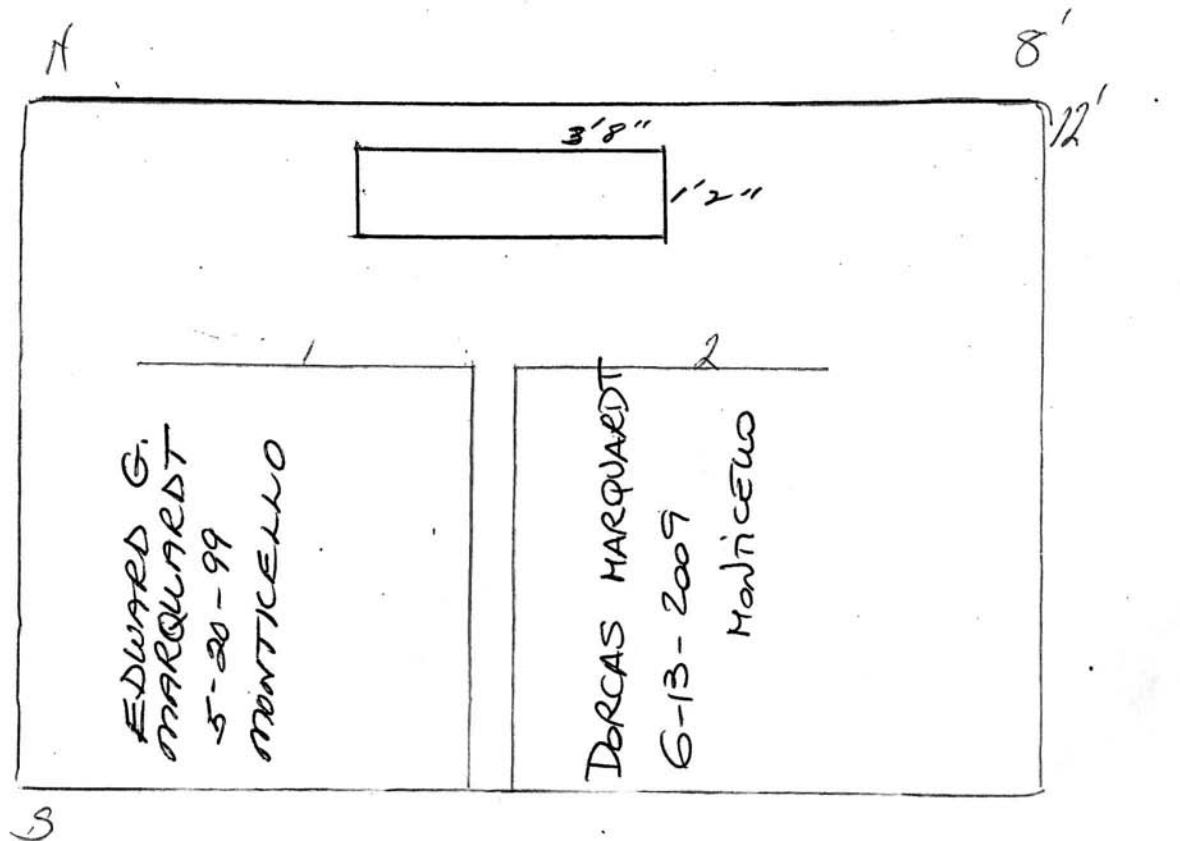 N
8'
12'
3'8"
1'2"
1
2
EDWARD G.
MARQUARDT
5-20-99
MONTICELLO
DORCAS MARQUARDT
6-13-2009
MONTICELLO
S